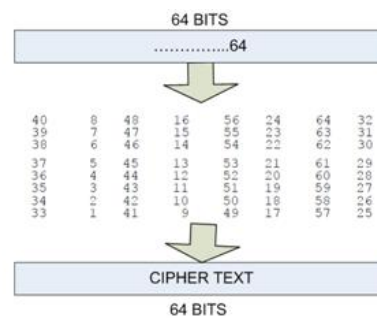 64 BITS
……………..64
40 8 48 16 56 24 64 32
39 7 47 15 55 23 63 31
38 6 46 14 54 22 62 30
37 5 45 13 53 21 61 29
36 4 44 12 52 20 60 28
35 3 43 11 51 19 59 27
34 2 42 10 50 18 58 26
33 1 41 9 49 17 57 25
CIPHER TEXT
64 BITS